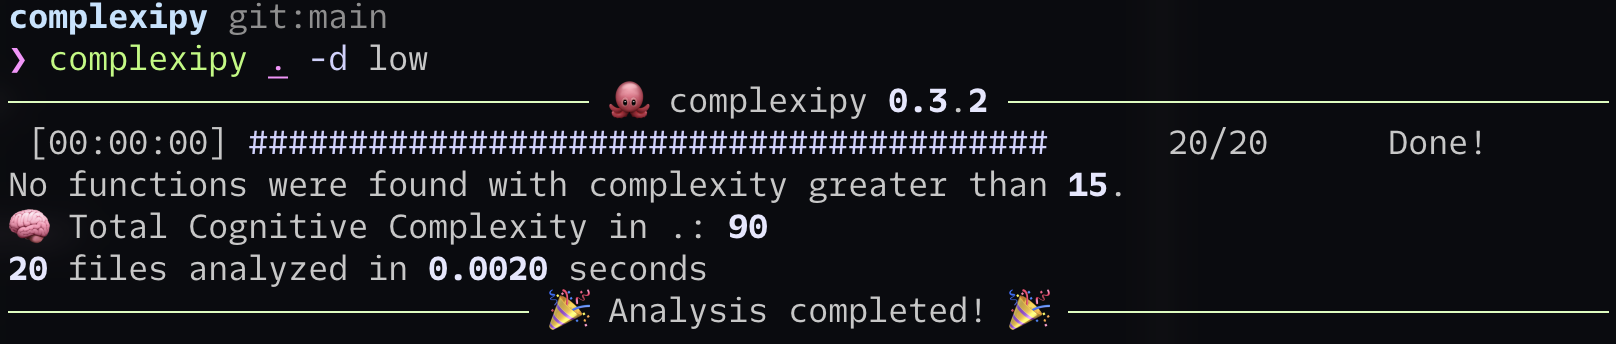 complexipy git:main
❯ complexipy . -d low
🐙 complexipy 0.3.2
[00:00:00] ######################################## 20/20 Done!
No functions were found with complexity greater than 15.
🧠 Total Cognitive Complexity in .: 90
20 files analyzed in 0.0020 seconds
🎉 Analysis completed! 🎉